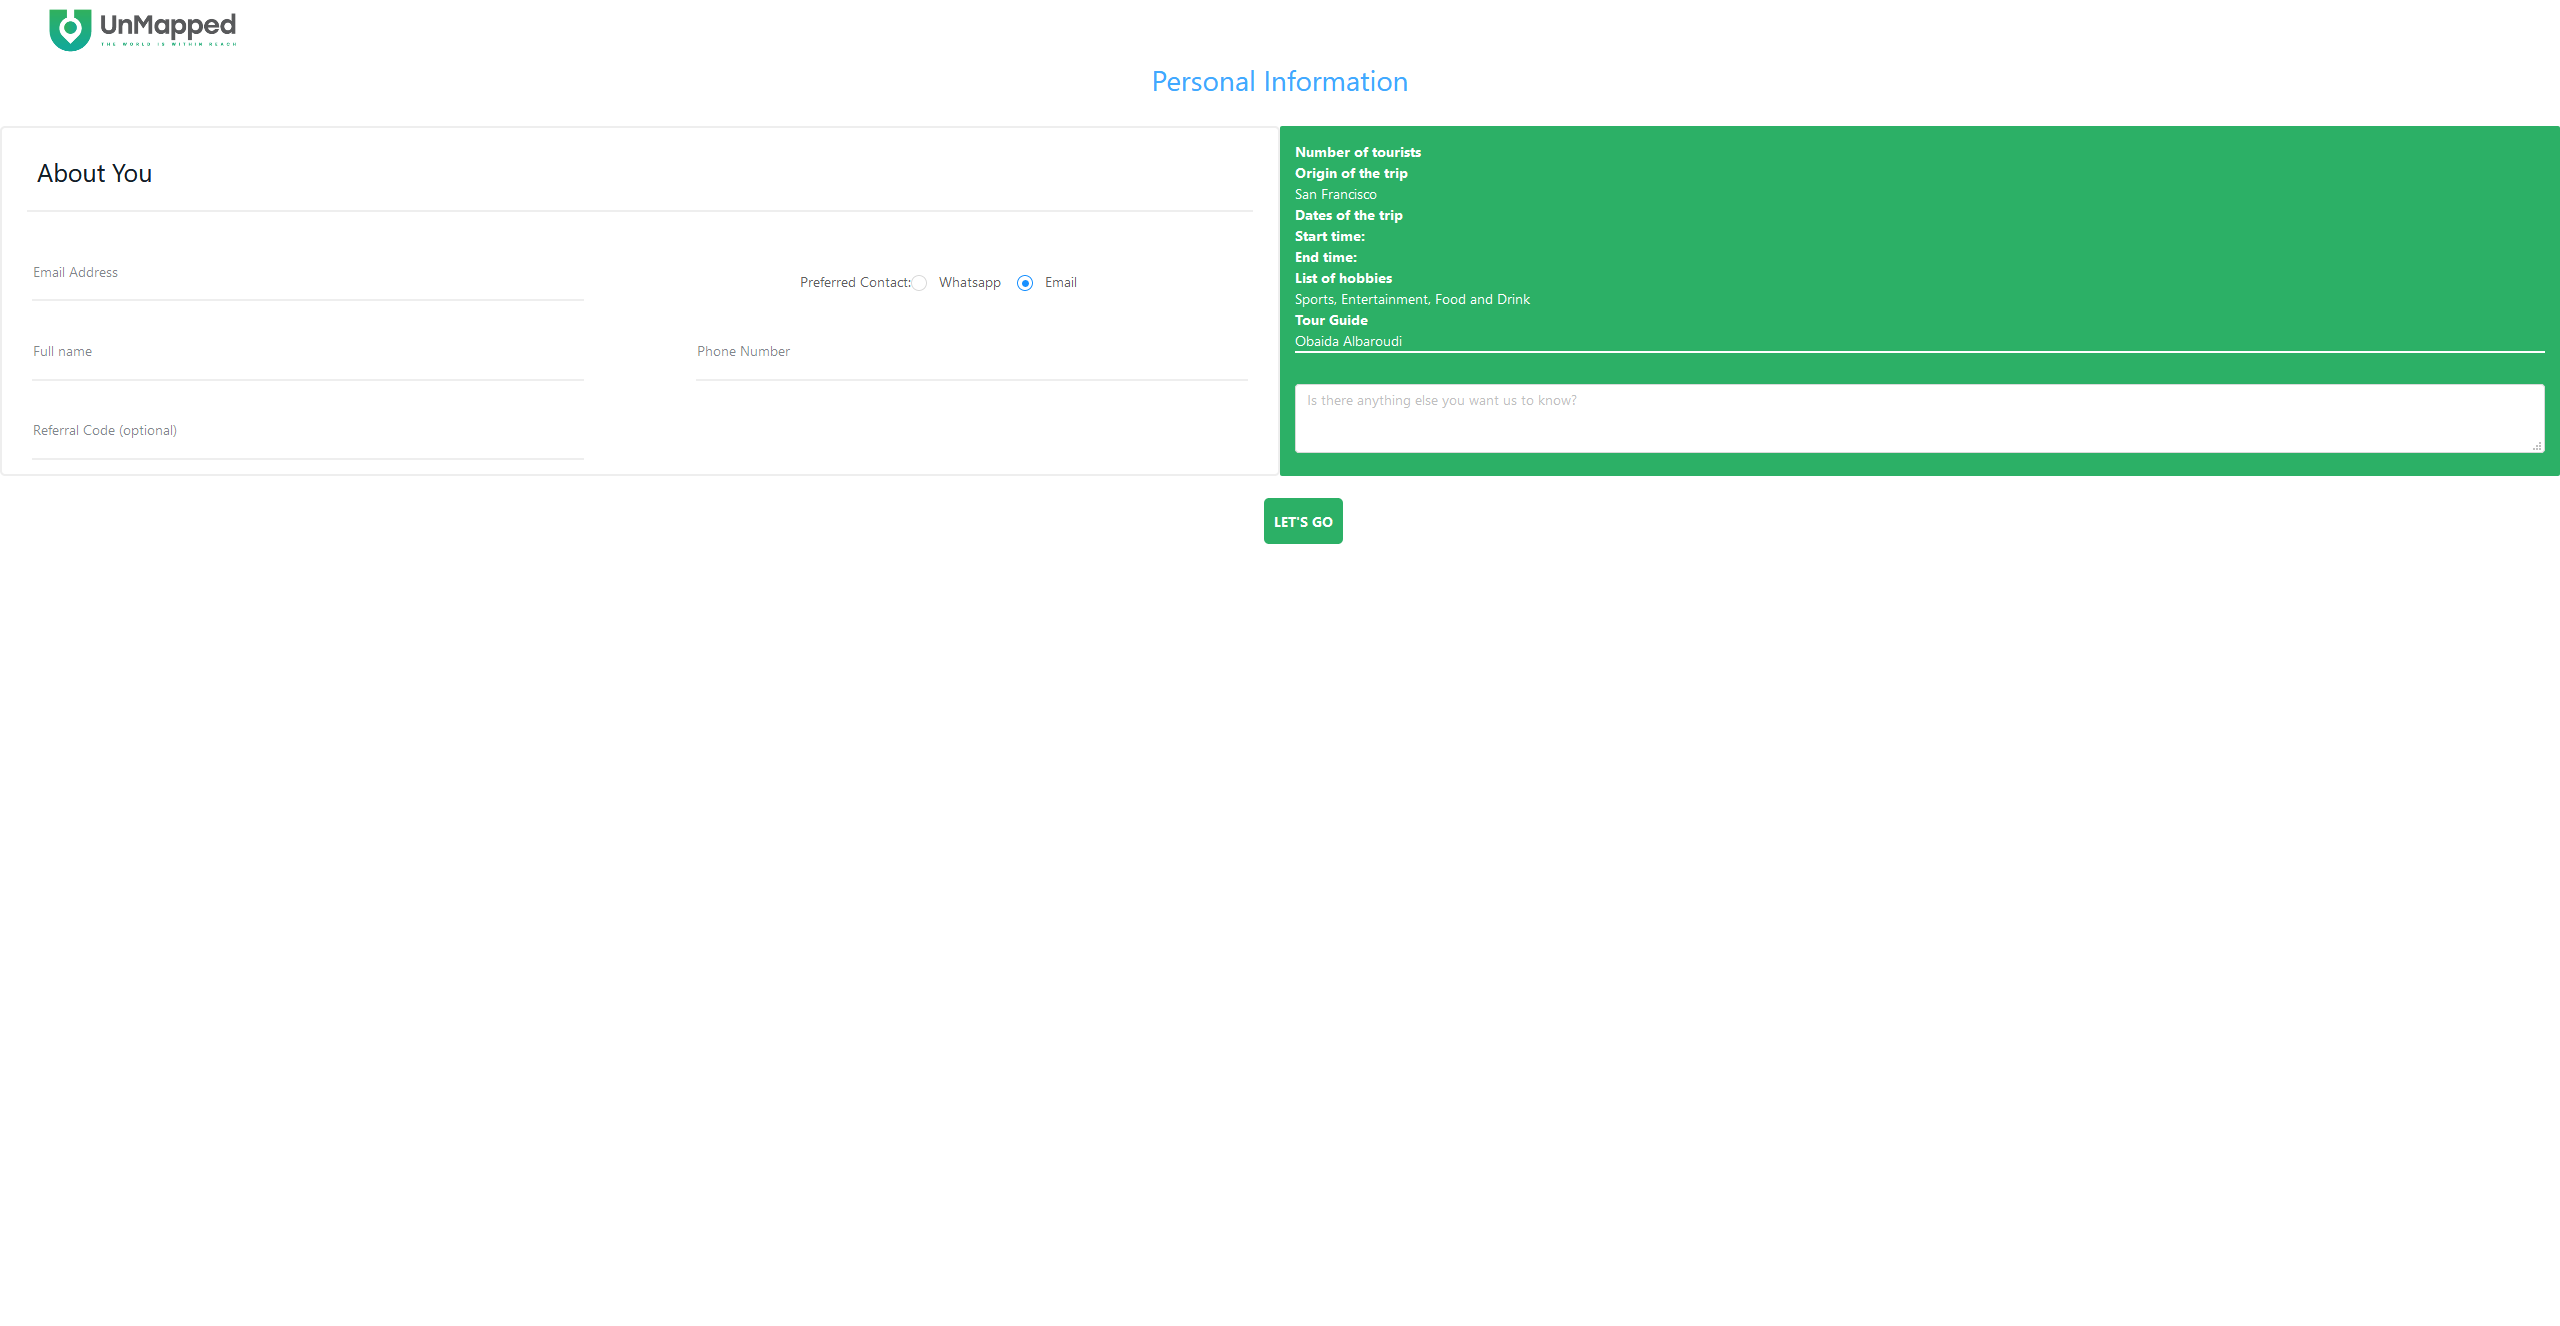 UnMapped
THE WORLD IS WITHIN REACH
Personal Information
About You
Email Address
Preferred Contact: Whatsapp Email
Full name
Phone Number
Referral Code (optional)
Number of tourists
Origin of the trip
San Francisco
Dates of the trip
Start time:
End time:
List of hobbies
Sports, Entertainment, Food and Drink
Tour Guide
Obaida Albaroudi
Is there anything else you want us to know?
LET'S GO